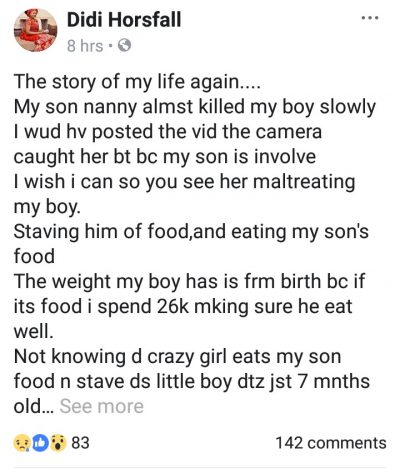 Didi Horsfall
8 hrs •
The story of my life again....
My son nanny almst killed my boy slowly
I wud hv posted the vid the camera
caught her bt bc my son is involve
I wish i can so you see her maltreating
my boy.
Staving him of food,and eating my son's
food
The weight my boy has is frm birth bc if
its food i spend 26k mking sure he eat
well.
Not knowing d crazy girl eats my son
food n stave ds little boy dtz jst 7 mnths
old... See more
83
142 comments